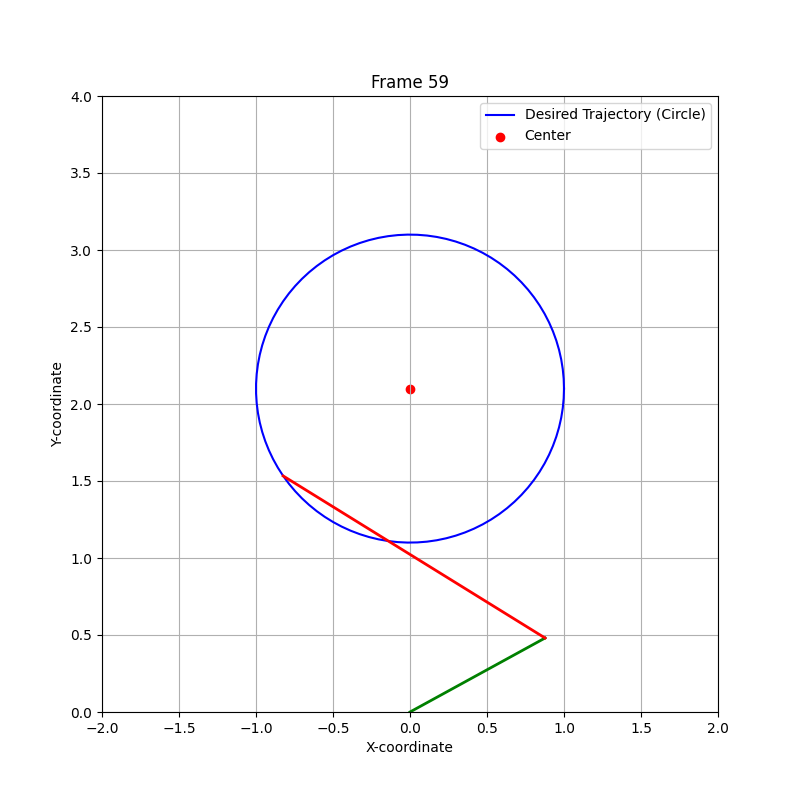 Frame 59
Desired Trajectory (Circle)
Center
Y-coordinate
4.0
3.5
3.0
2.5
2.0
1.5
1.0
0.5
0.0
−2.0 −1.5 −1.0 −0.5 0.0 0.5 1.0 1.5 2.0
X-coordinate